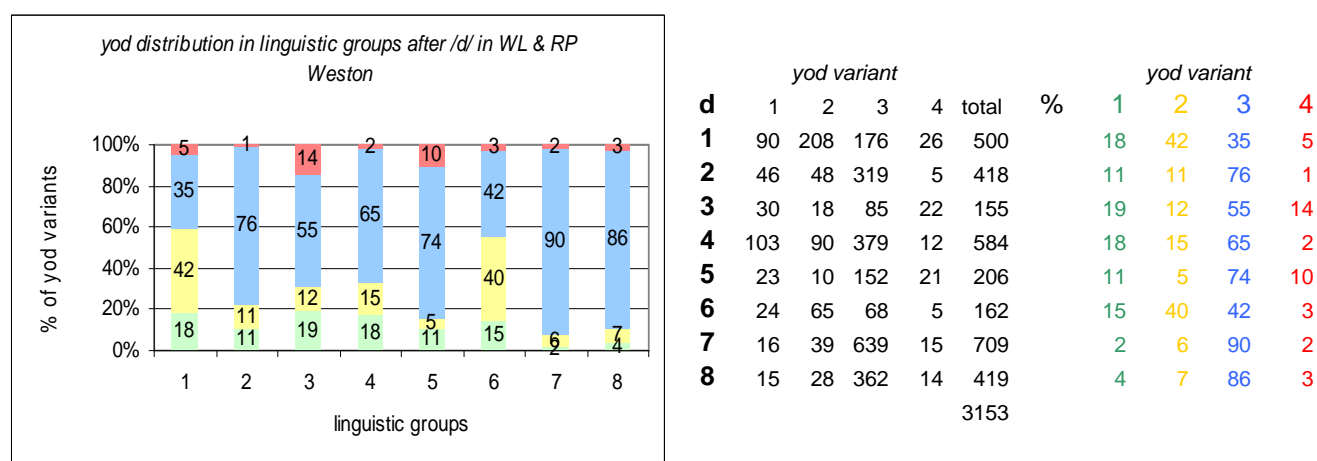 yod distribution in linguistic groups after /d/ in WL & RP
Weston
% of yod variants
100%
80%
60%
40%
20%
0%
5 1 14 2 10 3 2 3
35 76 55 65 74 42 90 86
42 11 12 15 5 40 6 7
18 11 19 18 11 15 2 4
1 2 3 4 5 6 7 8
linguistic groups
yod variant yod variant
d 1 2 3 4 total % 1 2 3 4
1 90 208 176 26 500 18 42 35 5
2 46 48 319 5 418 11 11 76 1
3 30 18 85 22 155 19 12 55 14
4 103 90 379 12 584 18 15 65 2
5 23 10 152 21 206 11 5 74 10
6 24 65 68 5 162 15 40 42 3
7 16 39 639 15 709 2 6 90 2
8 15 28 362 14 419 4 7 86 3
3153